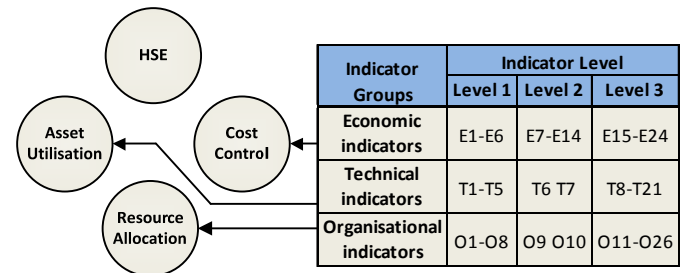 HSE
Asset
Utilisation
Cost
Control
Resource
Allocation
Indicator
Groups
Indicator Level
Level 1 Level 2 Level 3
Economic
indicators
E1-E6 E7-E14 E15-E24
Technical
indicators
T1-T5 T6 T7 T8-T21
Organisational
indicators
O1-O8 O9 O10 O11-O26